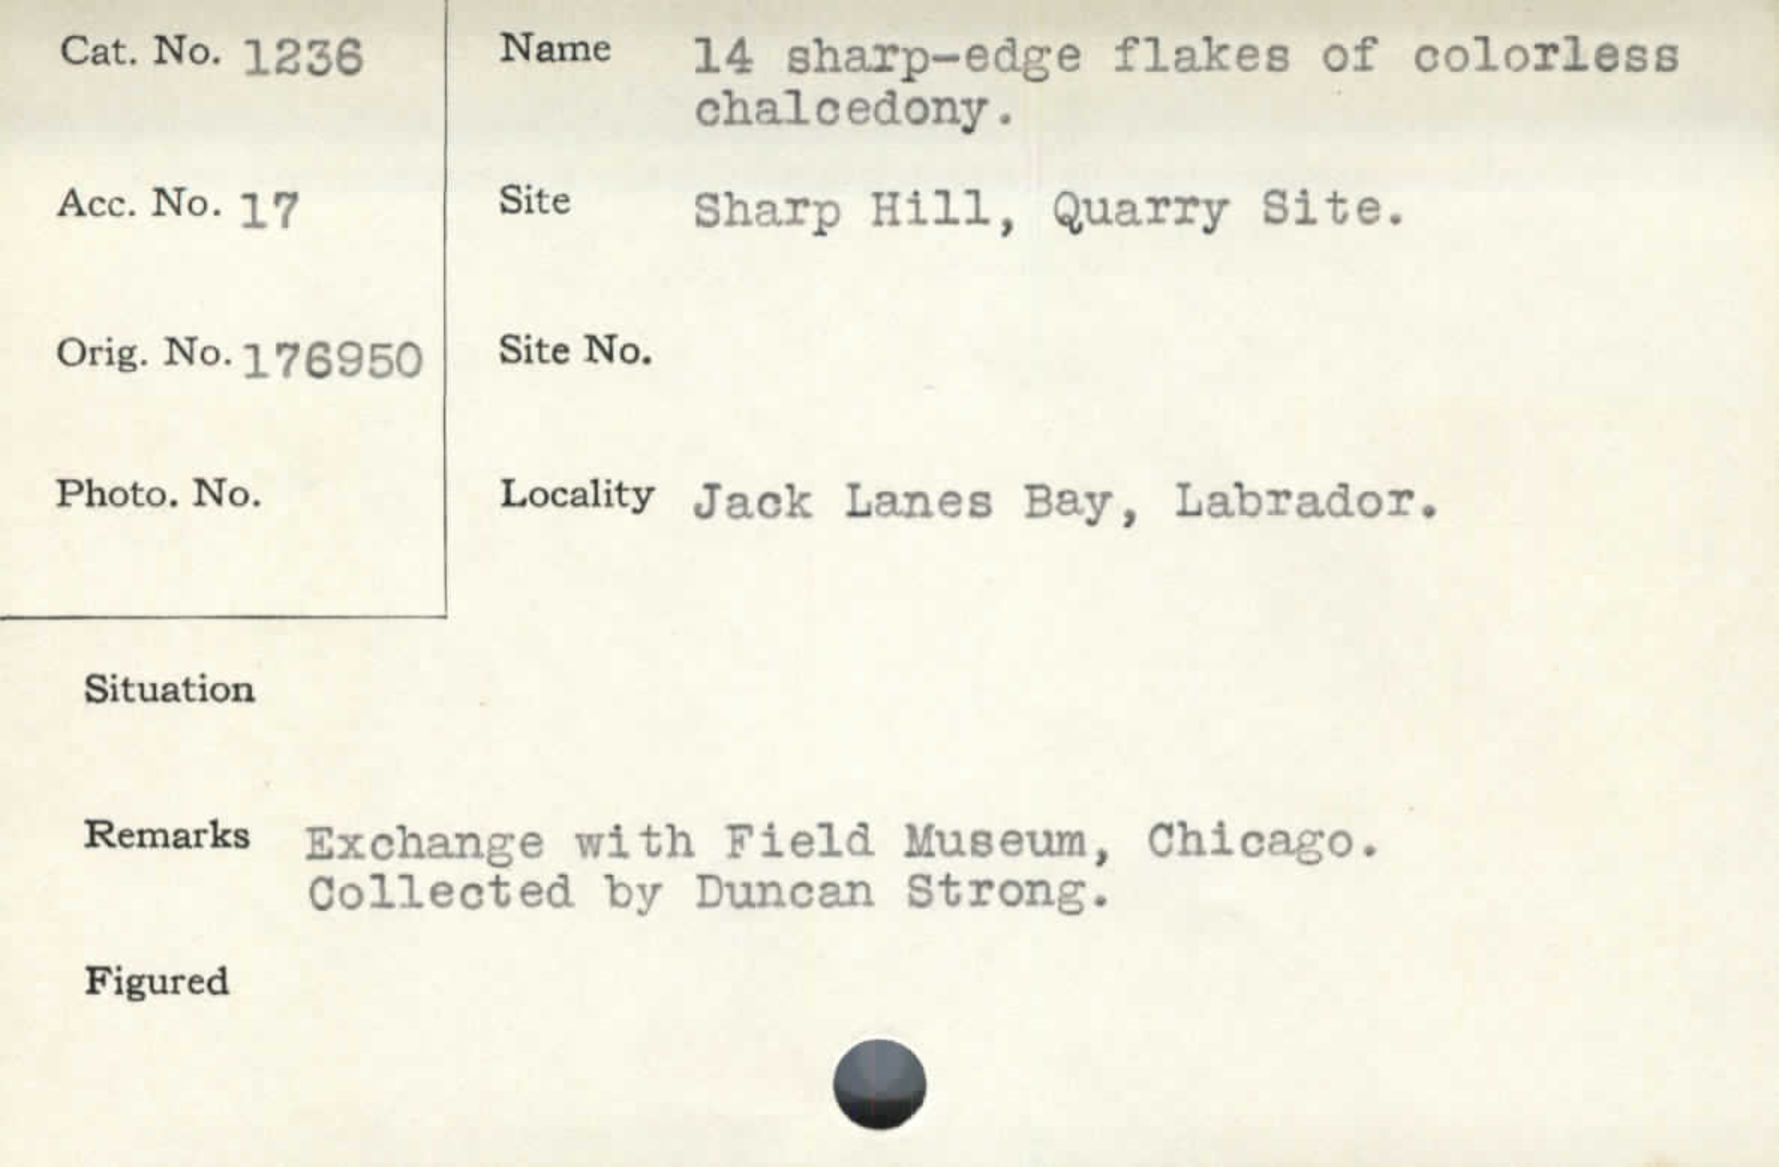 Cat. No. 1236
Name 14 sharp-edge flakes of colorless
chalcedony.
Acc. No. 17
Site Sharp Hill, Quarry Site.
Orig. No. 176950
Site No.
Photo. No.
Locality Jack Lanes Bay, Labrador.
Situation
Remarks Exchange with Field Museum, Chicago.
Collected by Duncan Strong.
Figured